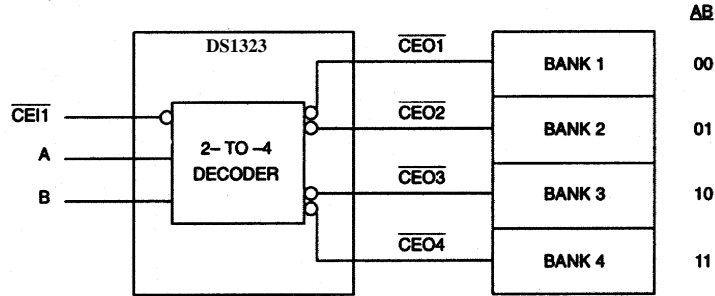 AB
DS1323
CEO1
BANK 1
00
CEI1
CEO2
BANK 2
01
A
2– TO –4
DECODER
CEO3
BANK 3
10
B
CEO4
BANK 4
11